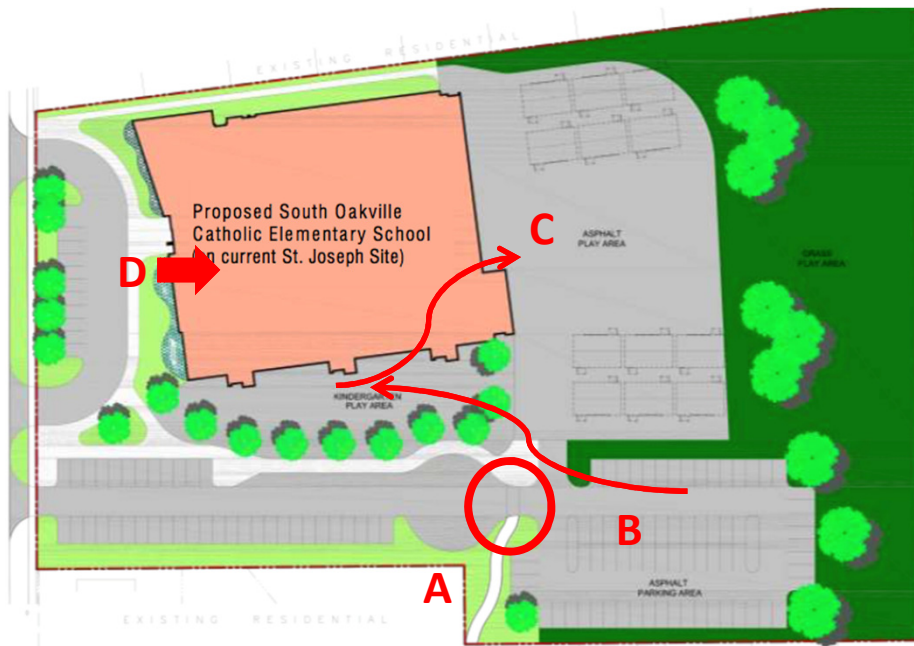 EXISTING RESIDENTIAL
Proposed South Oakville
Catholic Elementary School
(on current St. Joseph Site)
C
ASPHALT
PLAY AREA
GRASS
PLAY AREA
D
KINDERGARTEN
PLAY AREA
B
A
ASPHALT
PARKING AREA
EXISTING RESIDENTIAL